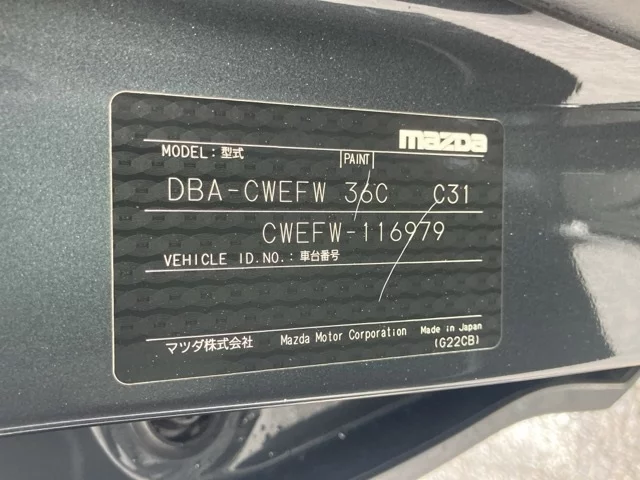 mazda
MODEL:型式 PAINT
DBA-CWEFW 36C C31
CWEFW-116979
VEHICLE ID.NO.:車台番号
マツダ株式会社 Mazda Motor Corporation Made in Japan
(G22CB)